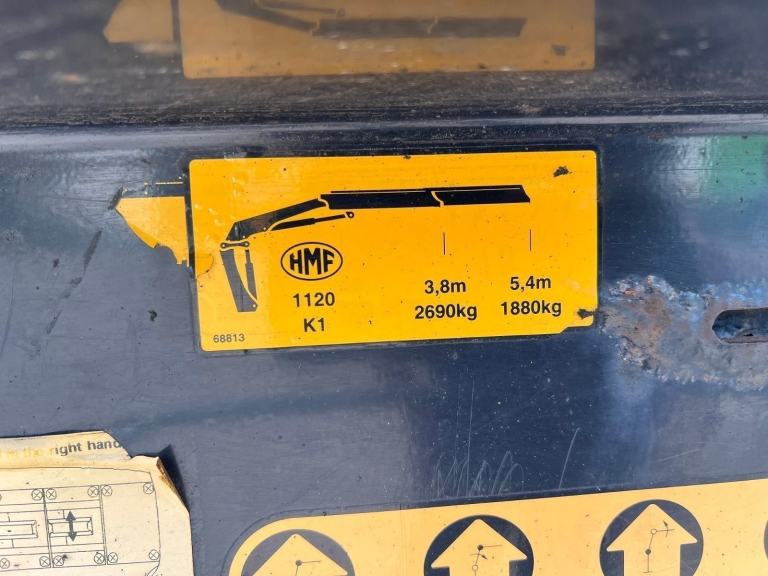 HMF
1120
K1
3,8m 5,4m
2690kg 1880kg
68813
the right hand